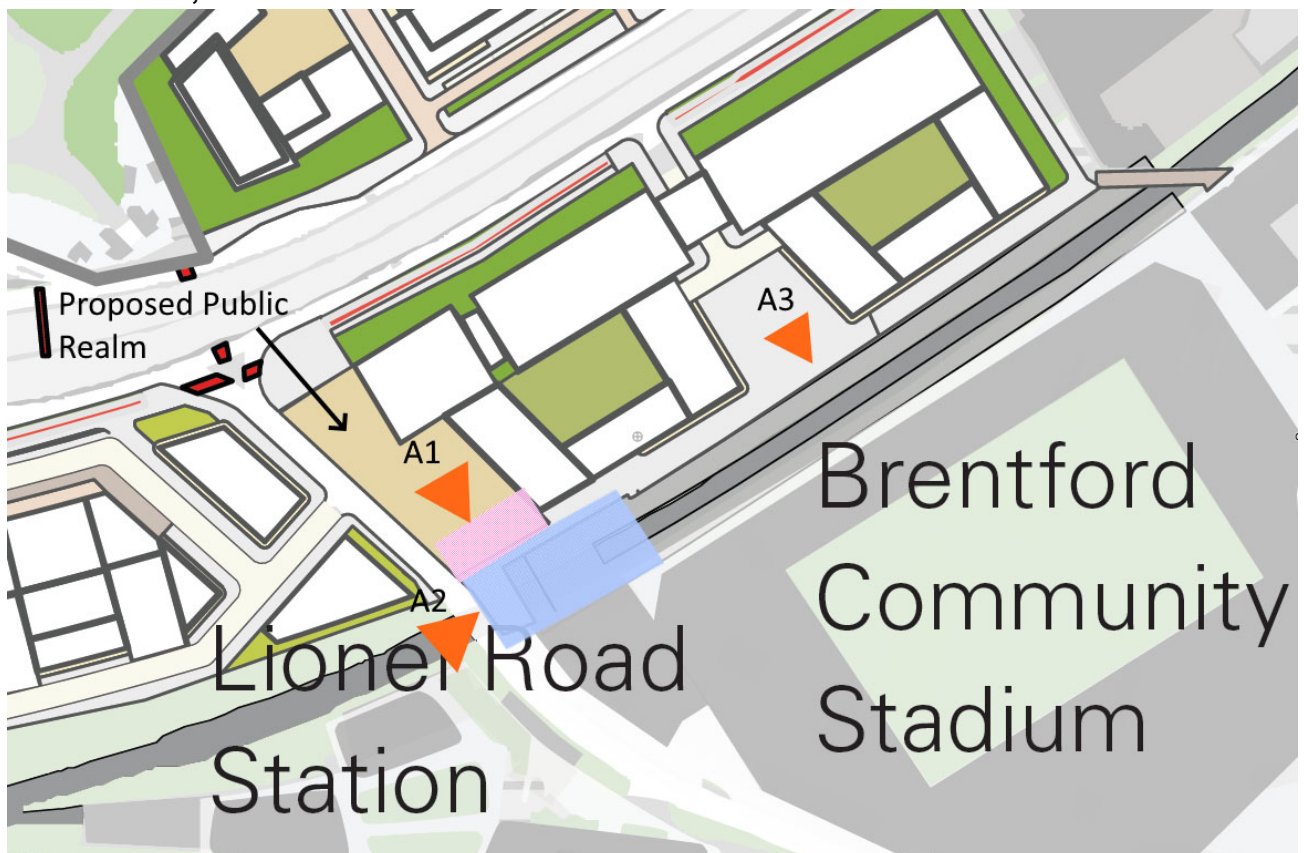 Proposed Public
Realm
A3
A1
A2
Lionel Road
Station
Brentford
Community
Stadium